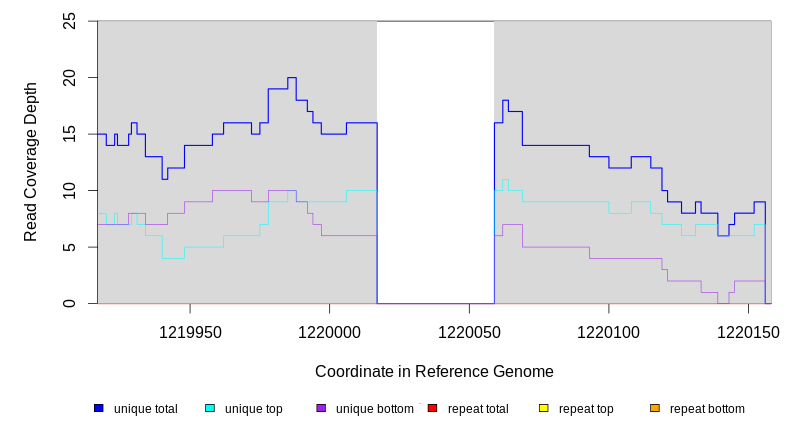 25
20
15
10
5
0
Read Coverage Depth
1219950 1220000 1220050 1220100 1220150
Coordinate in Reference Genome
unique total unique top unique bottom repeat total repeat top repeat bottom